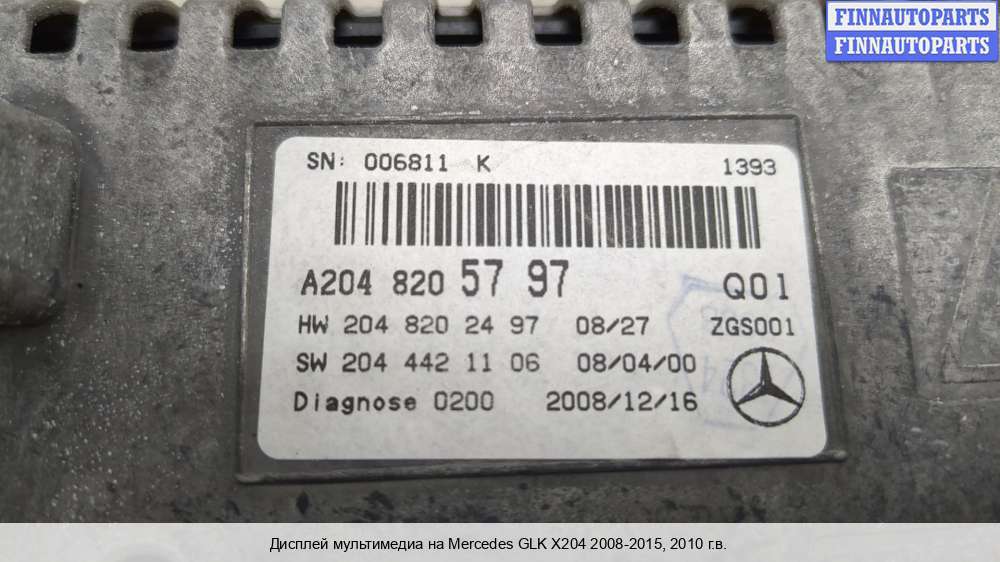 FINNAUTOPARTS
FINNAUTOPARTS
SN: 006811 K 1393
A204 820 57 97 Q01
HW 204 820 24 97 08/27 ZGS001
SW 204 442 11 06 08/04/00
Diagnose 0200 2008/12/16
Дисплей мультимедиа на Mercedes GLK X204 2008-2015, 2010 г.в.